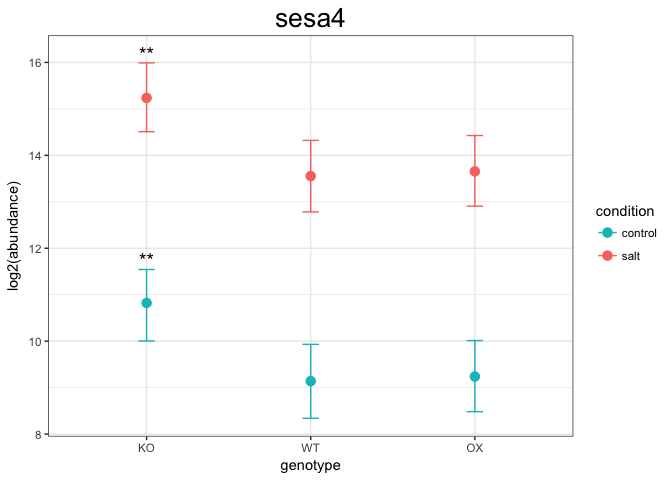 sesa4
**
16
14
12
**
10
8
log2(abundance)
KO WT OX
genotype
condition
control
salt